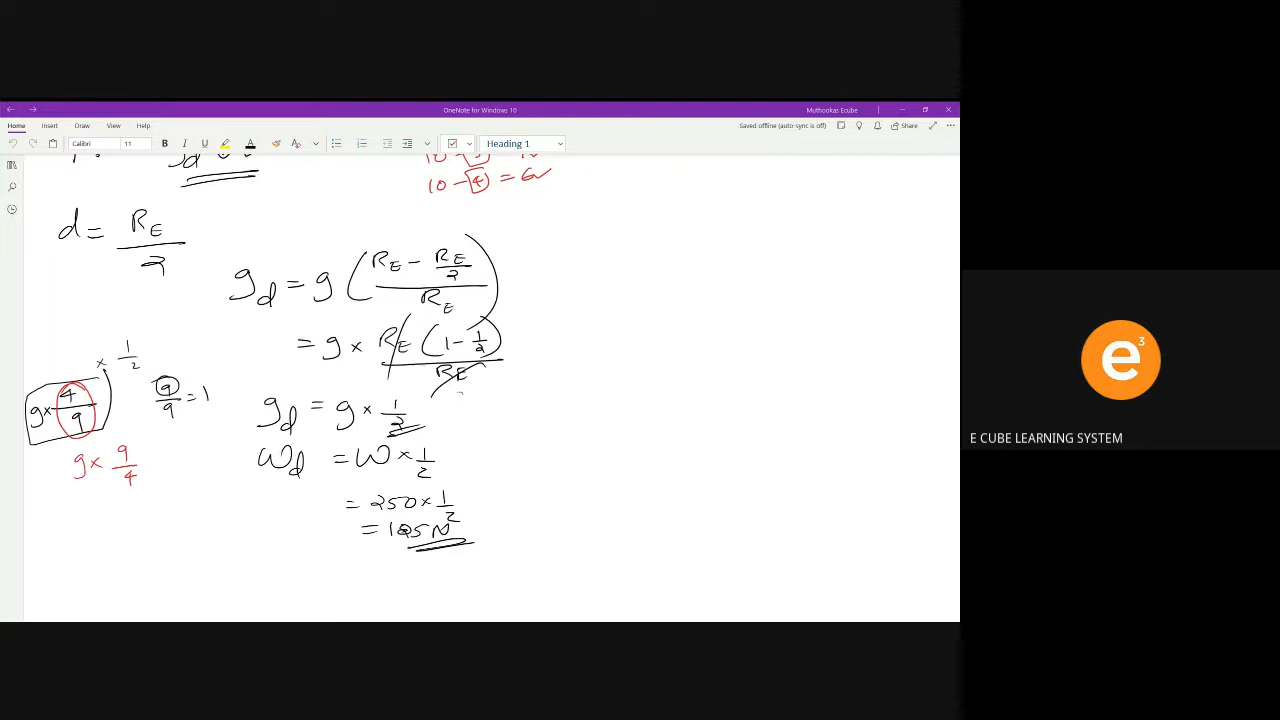 OneNote for Windows 10
Muthookas Ecube
Home Insert Draw View Help
Saved offline (auto-sync is off)
Share
Calibri 11 B I U A Heading 1
10 - 4 = 6
d = R_E / 2
g_d = g ( (R_E - R_E/2) / R_E )
= g × R_E (1 - 1/2) / R_E
× 1/2
g × 4/9
9/9 = 1
g_d = g × 1/2
g × 9/4
W_d = W × 1/2
= 250 × 1/2
= 125 N
e3
E CUBE LEARNING SYSTEM